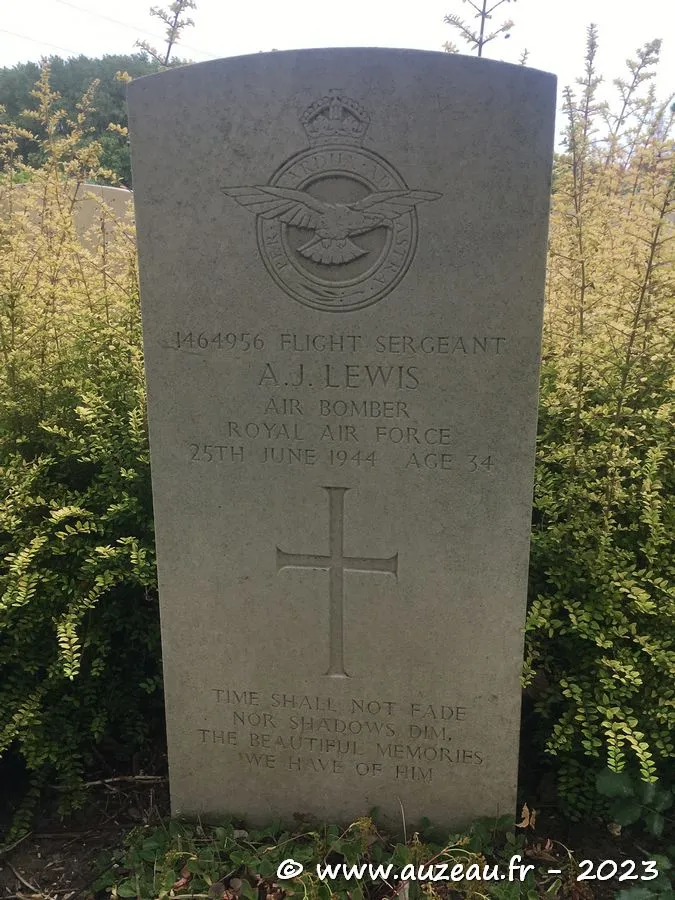 PER ARDUA AD ASTRA
1464956 FLIGHT SERGEANT
A.J. LEWIS
AIR BOMBER
ROYAL AIR FORCE
25TH JUNE 1944 AGE 34
TIME SHALL NOT FADE
NOR SHADOWS DIM,
THE BEAUTIFUL MEMORIES
WE HAVE OF HIM
© www.auzeau.fr - 2023